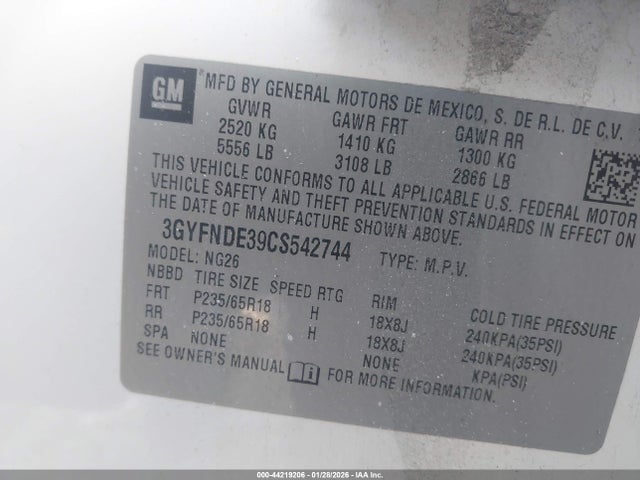 GM
® MFD BY GENERAL MOTORS DE MEXICO, S. DE R.L. DE C.V.
GVWR GAWR FRT GAWR RR
2520 KG 1410 KG 1300 KG
5556 LB 3108 LB 2866 LB
THIS VEHICLE CONFORMS TO ALL APPLICABLE U.S. FEDERAL MOTOR
VEHICLE SAFETY AND THEFT PREVENTION STANDARDS IN EFFECT ON
THE DATE OF MANUFACTURE SHOWN ABOVE.
3GYFNDE39CS542744 TYPE: M.P.V.
MODEL: NG26
NBBD TIRE SIZE SPEED RTG RIM COLD TIRE PRESSURE
FRT P235/65R18 H 18X8J 240KPA(35PSI)
RR P235/65R18 H 18X8J 240KPA(35PSI)
SPA NONE NONE KPA(PSI)
SEE OWNER'S MANUAL FOR MORE INFORMATION.
000-44219206 | 01/28/2026 | IAA Inc.